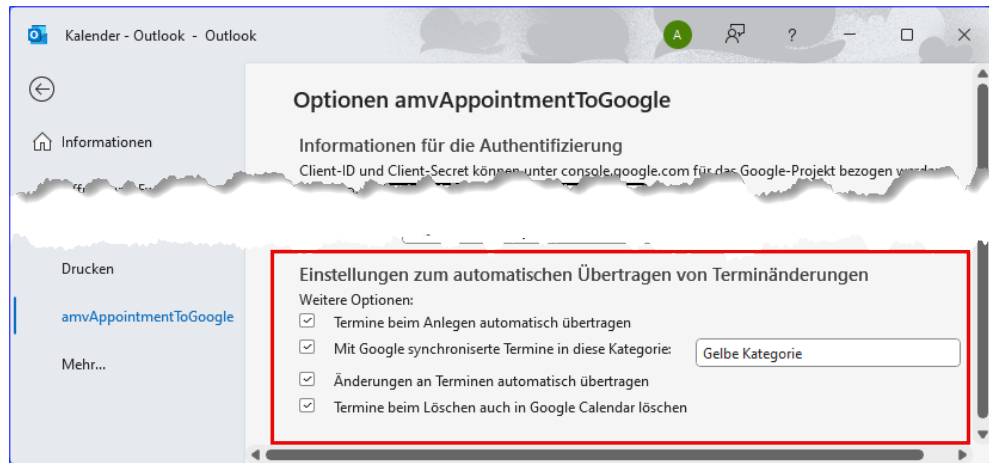 Kalender - Outlook - Outlook
A
?
Optionen amvAppointmentToGoogle
Informationen
Informationen für die Authentifizierung
Client-ID und Client-Secret können unter console.google.com für das Google-Projekt bezogen werden
Drucken
amvAppointmentToGoogle
Mehr...
Einstellungen zum automatischen Übertragen von Terminänderungen
Weitere Optionen:
Termine beim Anlegen automatisch übertragen
Mit Google synchroniserte Termine in diese Kategorie: Gelbe Kategorie
Änderungen an Terminen automatisch übertragen
Termine beim Löschen auch in Google Calendar löschen